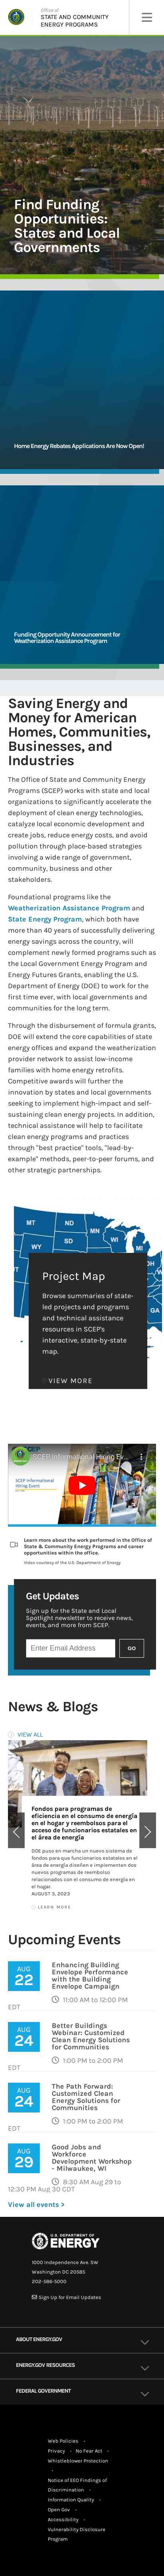 Office of
STATE AND COMMUNITY
ENERGY PROGRAMS
Find Funding
Opportunities:
States and Local
Governments
Home Energy Rebates Applications Are Now Open!
Funding Opportunity Announcement for
Weatherization Assistance Program
Saving Energy and
Money for American
Homes, Communities,
Businesses, and
Industries
The Office of State and Community Energy
Programs (SCEP) works with state and local
organizations to significantly accelerate the
deployment of clean energy technologies,
catalyze local economic development and
create jobs, reduce energy costs, and avoid
pollution through place-based strategies
involving a wide range of government,
community, business and other
stakeholders.
Foundational programs like the
Weatherization Assistance Program and
State Energy Program, which both have
more than 40 years of successfully delivering
energy savings across the country, will
complement newly formed programs such
as the Local Government Energy Program and
Energy Futures Grants, enabling the U.S.
Department of Energy (DOE) to work for the
first time with local governments and
communities for the long term.
Through the disbursement of formula grants,
DOE will extend the core capabilities of state
energy offices and expand the weatherization
provider network to assist low-income
families with home energy retrofits.
Competitive awards will further the ideas of
innovation by states and local governments
seeking to implement city- and state-wide,
impactful clean energy projects. In addition,
technical assistance will help to facilitate
clean energy programs and practices
through "best practice" tools, "lead-by-
example" methods, peer-to-peer forums, and
other strategic partnerships.
MT ND MN WI MI
WY SD
GA
Project Map
Browse summaries of state-
led projects and programs
and technical assistance
resources in SCEP's
interactive, state-by-state
map.
VIEW MORE
SCEP
SCEP Informational Hiring Ev...
SCEP Informational
Hiring Event
Learn more about the work performed in the Office of
State & Community Energy Programs and career
opportunities within the office.
Video courtesy of the U.S. Department of Energy
Get Updates
Sign up for the State and Local
Spotlight newsletter to receive news,
events, and more from SCEP.
Enter Email Address GO
News & Blogs
VIEW ALL
Fondos para programas de
eficiencia en el consumo de energía
en el hogar y reembolsos para el
acceso de funcionarios estatales en
el área de energía
DOE puso en marcha un nuevo sistema de
pagos para que funcionarios estatales en el
área de energía diseñen e implementen dos
programas de reembolsos
relacionados con el consumo de energía en
el hogar.
AUGUST 3, 2023
LEARN MORE
Upcoming Events
AUG
22
Enhancing Building
Envelope Performance
with the Building
Envelope Campaign
11:00 AM to 12:00 PM
EDT
AUG
24
Better Buildings
Webinar: Customized
Clean Energy Solutions
for Communities
1:00 PM to 2:00 PM
EDT
AUG
24
The Path Forward:
Customized Clean
Energy Solutions for
Communities
1:00 PM to 2:00 PM
EDT
AUG
29
Good Jobs and
Workforce
Development Workshop
- Milwaukee, WI
8:30 AM Aug 29 to
12:30 PM Aug 30 CDT
View all events >
U.S. DEPARTMENT OF
ENERGY
1000 Independence Ave. SW
Washington DC 20585
202-586-5000
Sign Up for Email Updates
ABOUT ENERGY.GOV
ENERGY.GOV RESOURCES
FEDERAL GOVERNMENT
Web Policies •
Privacy • No Fear Act •
Whistleblower Protection
•
Notice of EEO Findings of
Discrimination •
Information Quality •
Open Gov •
Accessibility •
Vulnerability Disclosure
Program